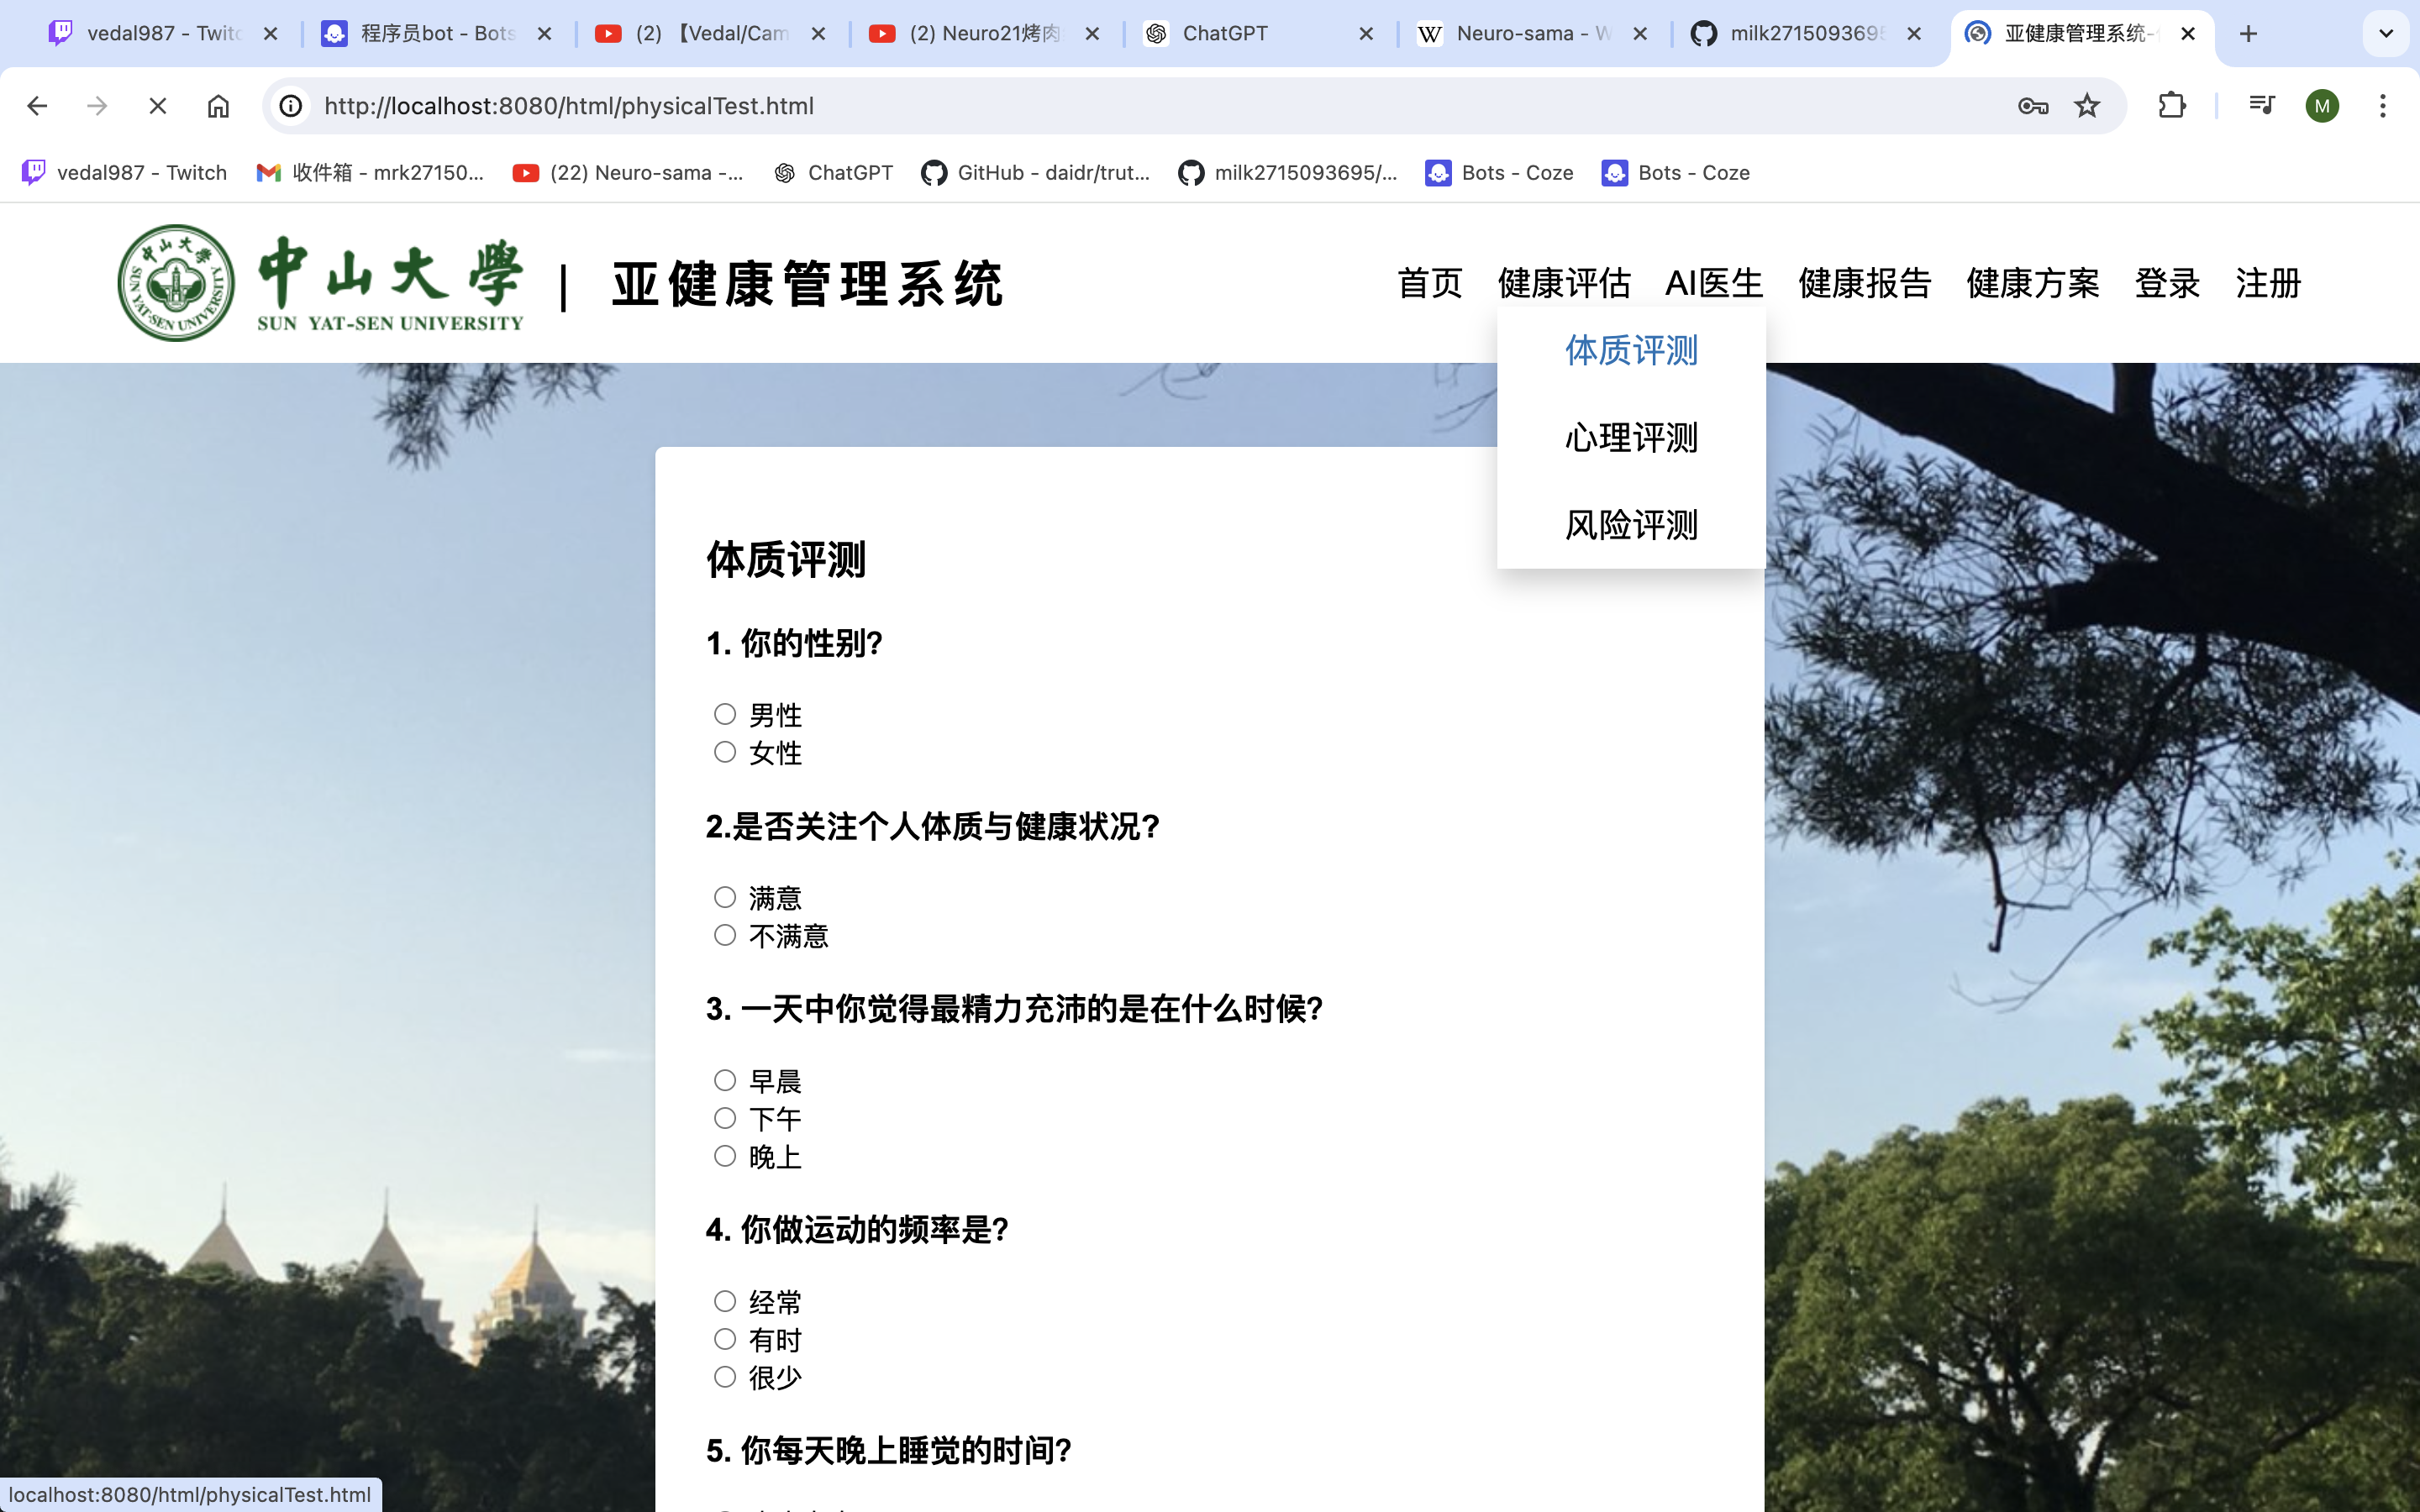 vedal987 - Twitc
程序员bot - Bots
(2) 【Vedal/Cam
(2) Neuro21烤肉
ChatGPT
Neuro-sama - W
milk2715093695
亚健康管理系统-
http://localhost:8080/html/physicalTest.html
M
vedal987 - Twitch
收件箱 - mrk27150...
(22) Neuro-sama -...
ChatGPT
GitHub - daidr/trut...
milk2715093695/...
Bots - Coze
Bots - Coze
中山大學
SUN YAT-SEN UNIVERSITY
中山大學
SUN YAT-SEN UNIVERSITY
| 亚健康管理系统
首页
健康评估
AI医生
健康报告
健康方案
登录
注册
体质评测
心理评测
风险评测
体质评测
1. 你的性别?
男性
女性
2.是否关注个人体质与健康状况?
满意
不满意
3. 一天中你觉得最精力充沛的是在什么时候?
早晨
下午
晚上
4. 你做运动的频率是?
经常
有时
很少
5. 你每天晚上睡觉的时间?
localhost:8080/html/physicalTest.html